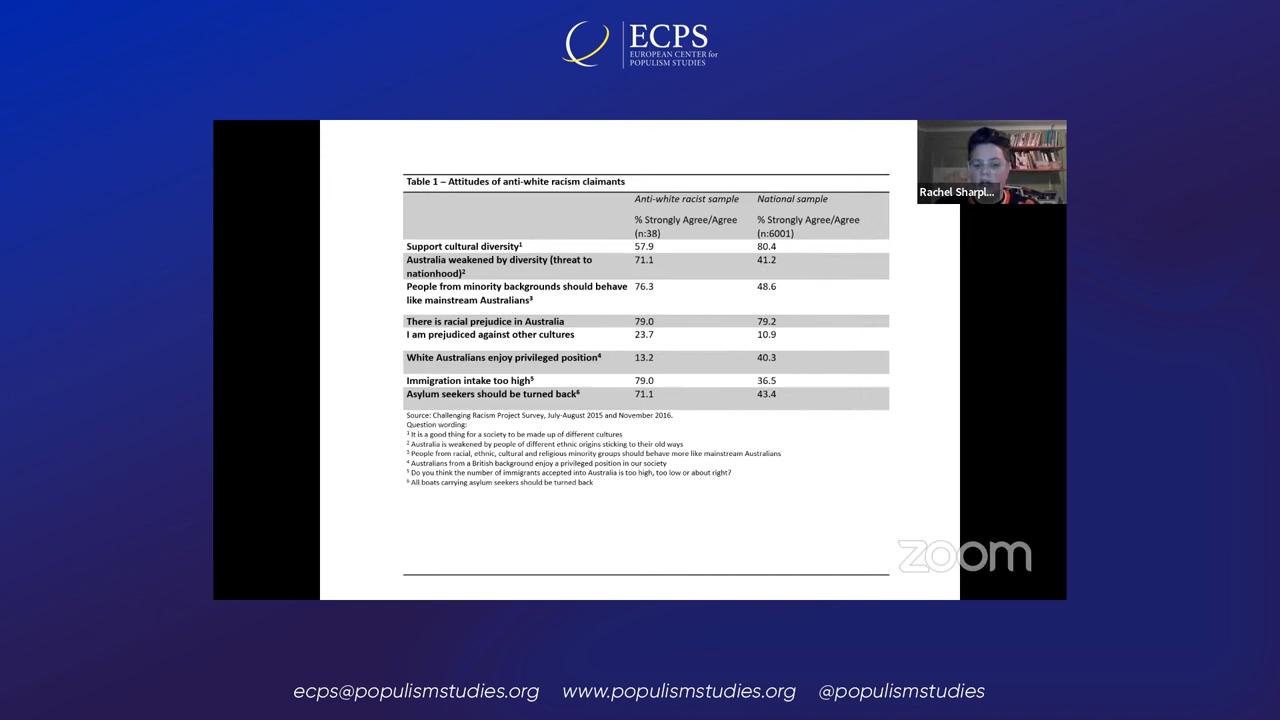 ECPS
EUROPEAN CENTER for
POPULISM STUDIES
Rachel Sharpl...
Table 1 – Attitudes of anti-white racism claimants
Anti-white racist sample National sample
% Strongly Agree/Agree % Strongly Agree/Agree
(n:38) (n:6001)
Support cultural diversity¹ 57.9 80.4
Australia weakened by diversity (threat to 71.1 41.2
nationhood)²
People from minority backgrounds should behave 76.3 48.6
like mainstream Australians³
There is racial prejudice in Australia 79.0 79.2
I am prejudiced against other cultures 23.7 10.9
White Australians enjoy privileged position⁴ 13.2 40.3
Immigration intake too high⁵ 79.0 36.5
Asylum seekers should be turned back⁶ 71.1 43.4
Source: Challenging Racism Project Survey, July-August 2015 and November 2016.
Question wording:
¹ It is a good thing for a society to be made up of different cultures
² Australia is weakened by people of different ethnic origins sticking to their old ways
³ People from racial, ethnic, cultural and religious minority groups should behave more like mainstream Australians
⁴ Australians from a British background enjoy a privileged position in our society
⁵ Do you think the number of immigrants accepted into Australia is too high, too low or about right?
⁶ All boats carrying asylum seekers should be turned back
zoom
ecps@populismstudies.org www.populismstudies.org @populismstudies